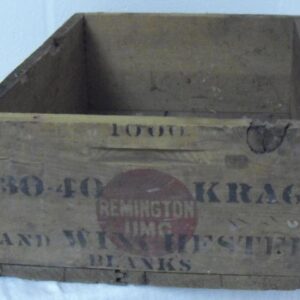 1000
30-40 KRAG
REMINGTON
UMC
AND WINCHESTER
BLANKS